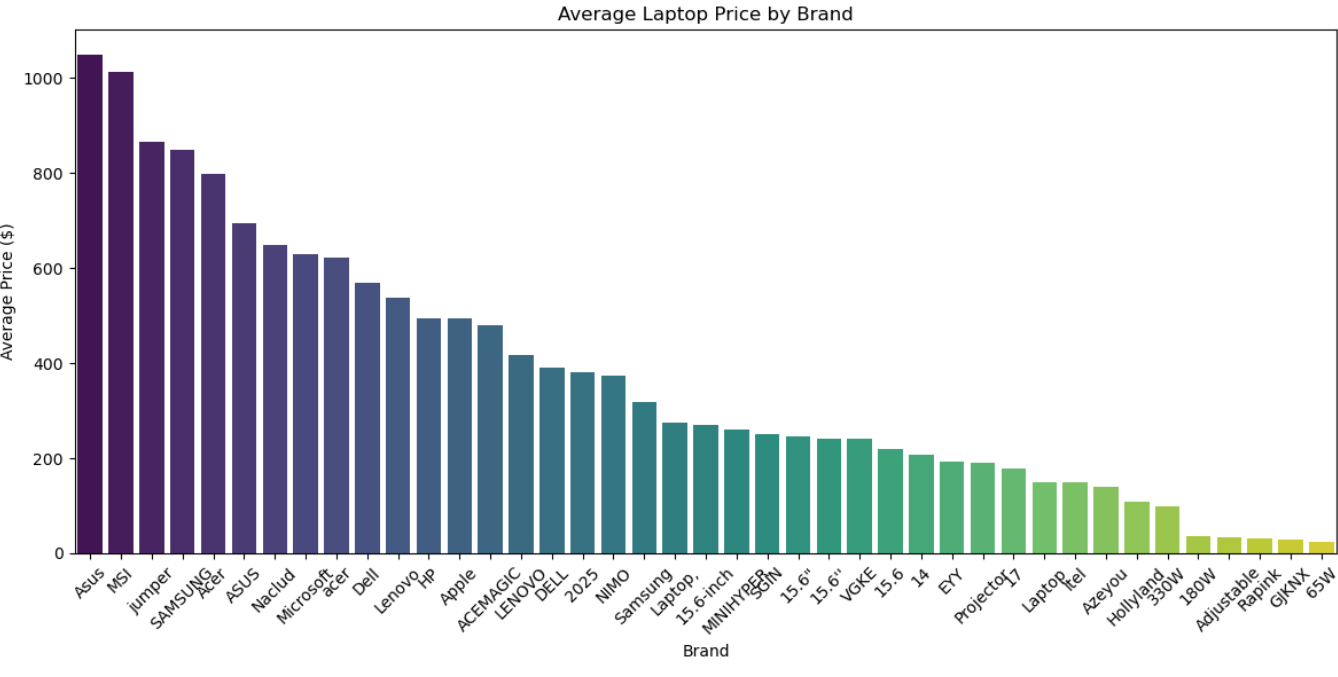 Average Laptop Price by Brand
Average Price ($)
1000
800
600
400
200
0
Asus
MSI
jumper
SAMSUNG
Acer
ASUS
Naclud
Microsoft
acer
Dell
Lenovo
HP
Apple
ACEMAGIC
LENOVO
DELL
2025
NIMO
Samsung
Laptop,
15.6-inch
MINIHYPER
SGIN
15.6"
15.6''
VGKE
15.6
14
EYY
Projector
17
Laptop
Itel
Azeyou
Hollyland
330W
180W
Adjustable
Rapink
GJKNX
65W
Brand